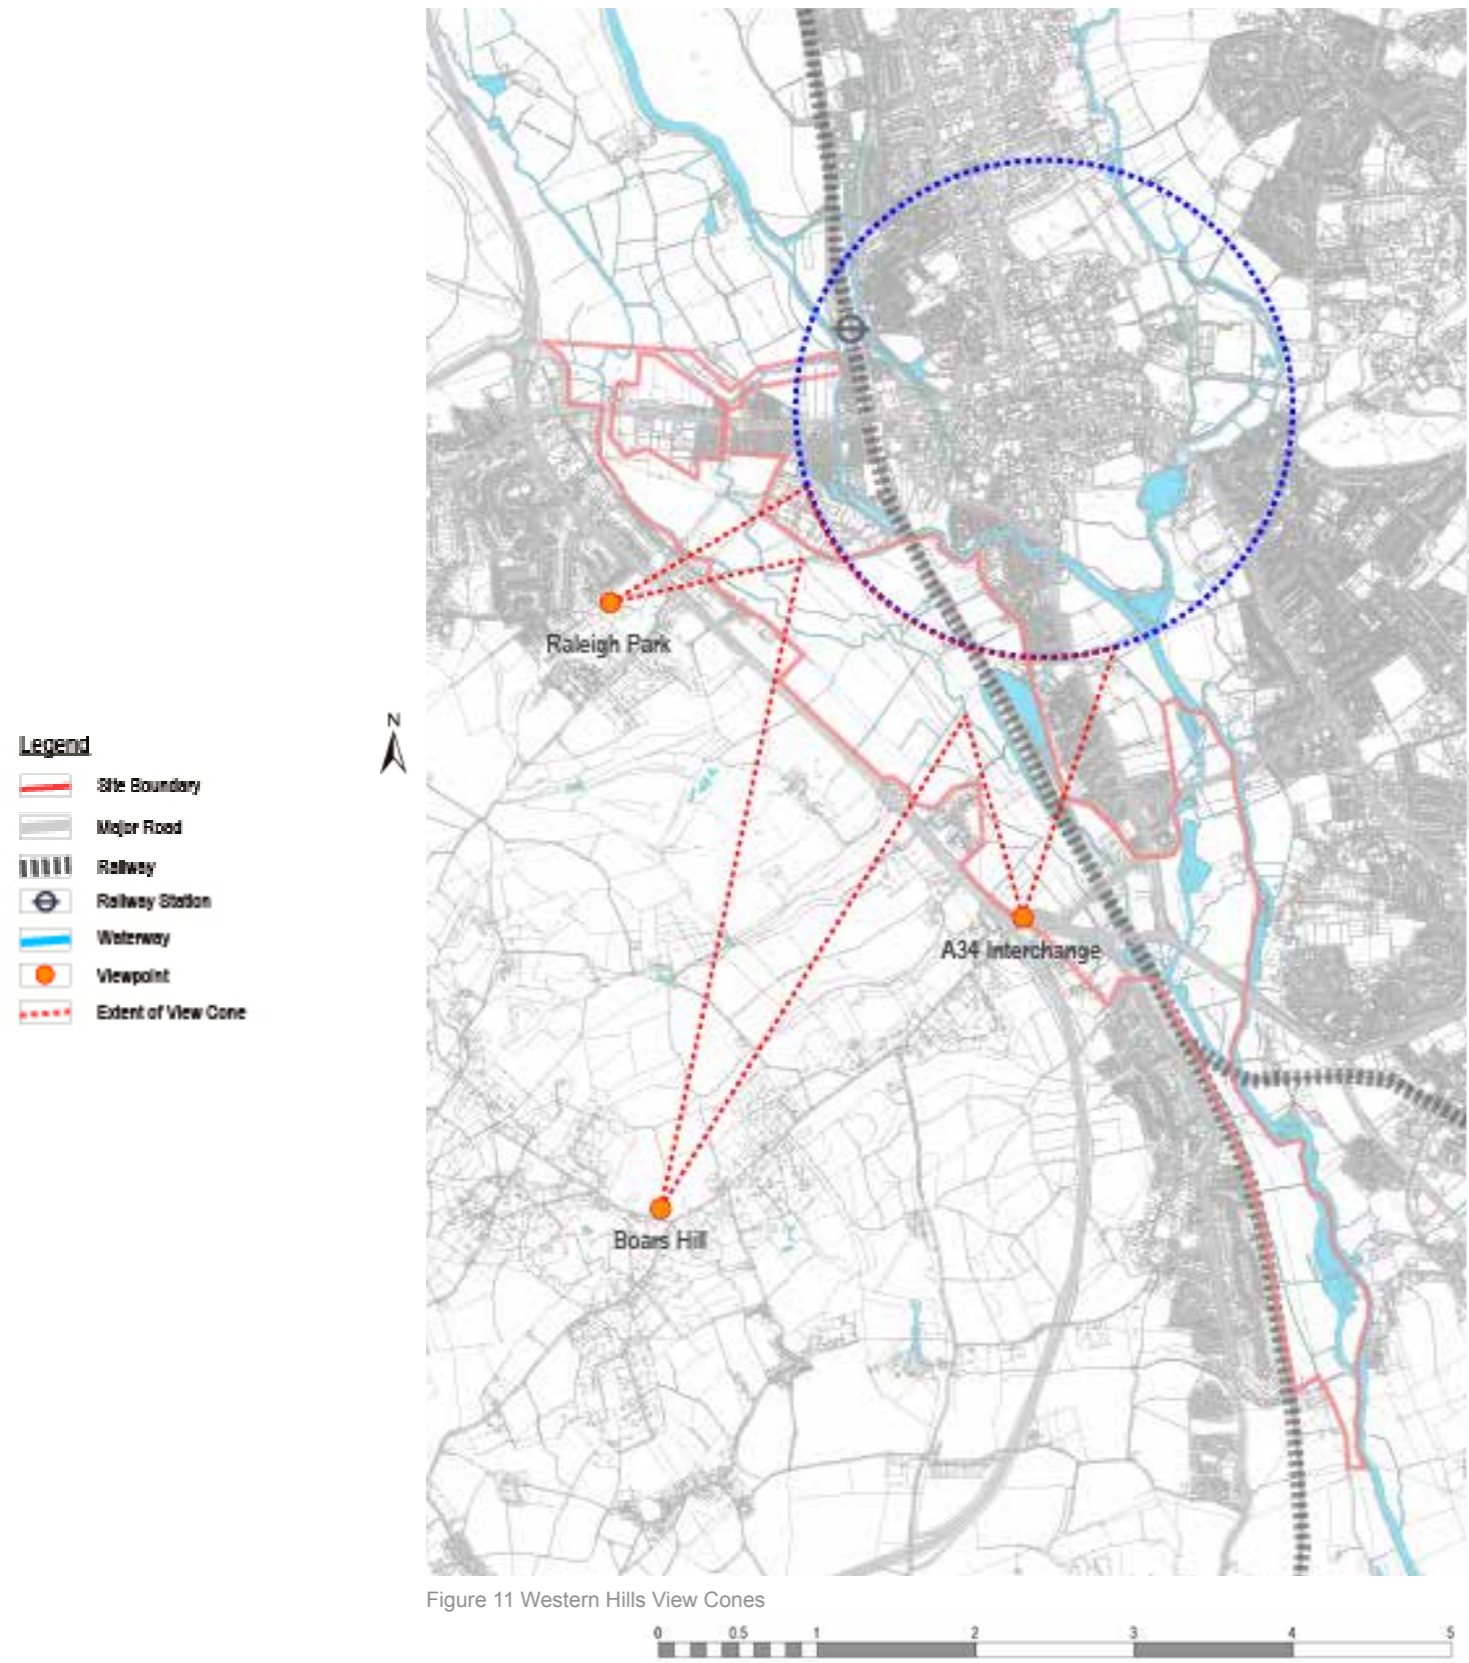 Raleigh Park
N
Legend
Site Boundary
Major Road
Railway
Railway Station
Waterway
Viewpoint
Extent of View Cone
A34 Interchange
Boars Hill
Figure 11 Western Hills View Cones
0 0.5 1 2 3 4 5